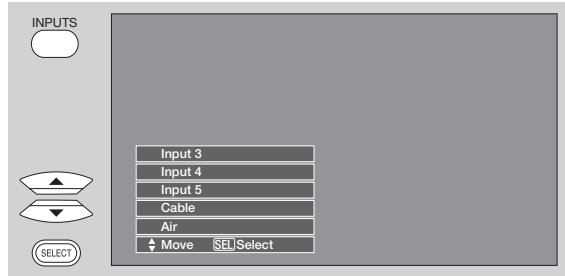 INPUTS
Input 3
Input 4
Input 5
Cable
Air
Move SEL Select
SELECT